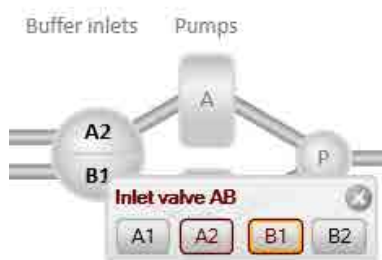 Buffer inlets Pumps
A
A2
B1
P
Inlet valve AB
A1 A2 B1 B2